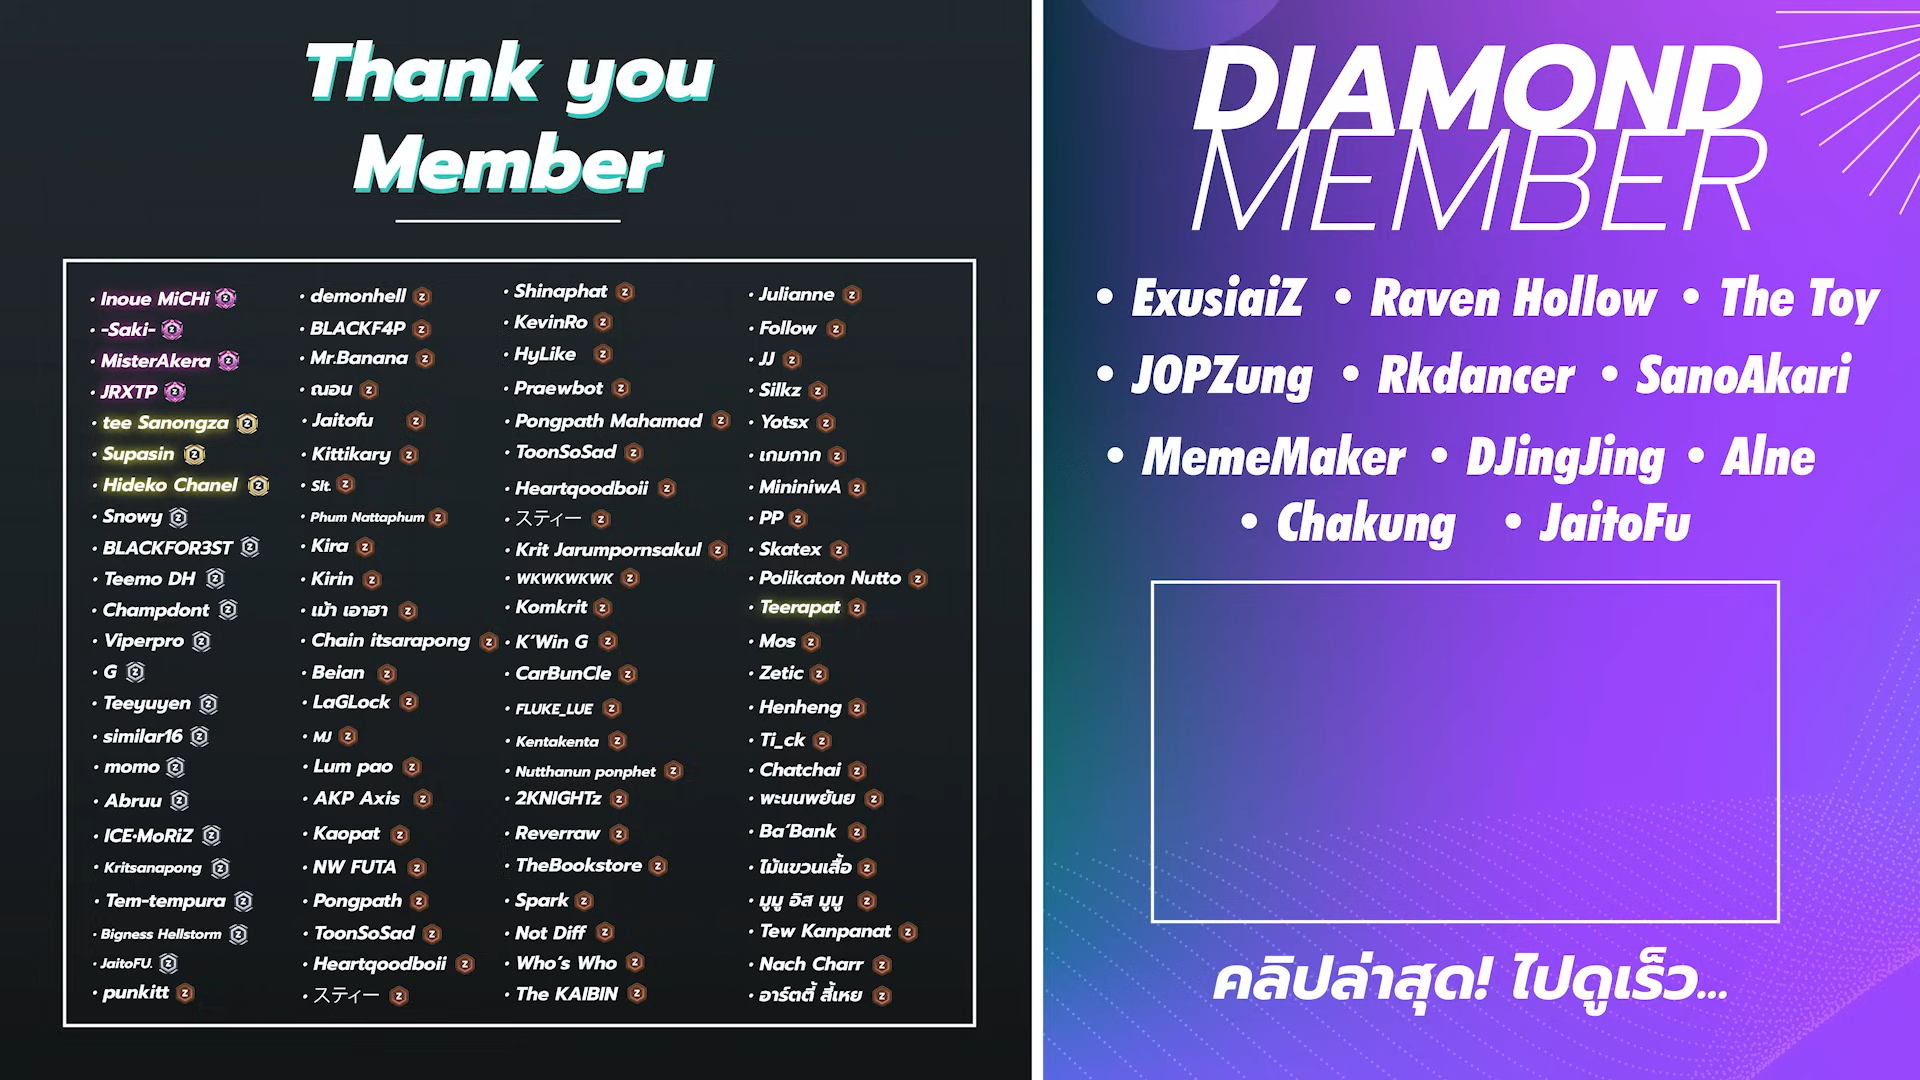 Thank you
Member
• Inoue MiCHi
• -Saki-
• MisterAkera
• JRXTP
• tee Sanongza
• Supasin
• Hideko Chanel
• Snowy
• BLACKFOR3ST
• Teemo DH
• Champdont
• Viperpro
• G
• Teeyuyen
• similar16
• momo
• Abruu
• ICE•MoRiZ
• Kritsanapong
• Tem-tempura
• Bigness Hellstorm
• JaitoFU.
• punkitt
• demonhell
• BLACKF4P
• Mr.Banana
• ณอน
• Jaitofu
• Kittikary
• Slt.
• Phum Nattaphum
• Kira
• Kirin
• เม้า เอาฮา
• Chain itsarapong
• Beian
• LaGLock
• MJ
• Lum pao
• AKP Axis
• Kaopat
• NW FUTA
• Pongpath
• ToonSoSad
• Heartqoodboii
• スティー
• Shinaphat
• KevinRo
• HyLike
• Praewbot
• Pongpath Mahamad
• ToonSoSad
• Heartqoodboii
• スティー
• Krit Jarumpornsakul
• WKWKWKWK
• Komkrit
• K'Win G
• CarBunCle
• FLUKE_LUE
• Kentakenta
• Nutthanun ponphet
• 2KNIGHTz
• Reverraw
• TheBookstore
• Spark
• Not Diff
• Who's Who
• The KAIBIN
• Julianne
• Follow
• JJ
• Silkz
• Yotsx
• เกมกาก
• MininiwA
• PP
• Skatex
• Polikaton Nutto
• Teerapat
• Mos
• Zetic
• Henheng
• Ti_ck
• Chatchai
• พะนนพยันย
• Ba'Bank
• ไม้แขวนเสื้อ
• มูมู อิส มูมู
• Tew Kanpanat
• Nach Charr
• อาร์ตตี้ สี้เหย
DIAMOND
MEMBER
• ExusiaiZ • Raven Hollow • The Toy
• JOPZung • Rkdancer • SanoAkari
• MemeMaker • DJingJing • Alne
• Chakung • JaitoFu
คลิปล่าสุด! ไปดูเร็ว...